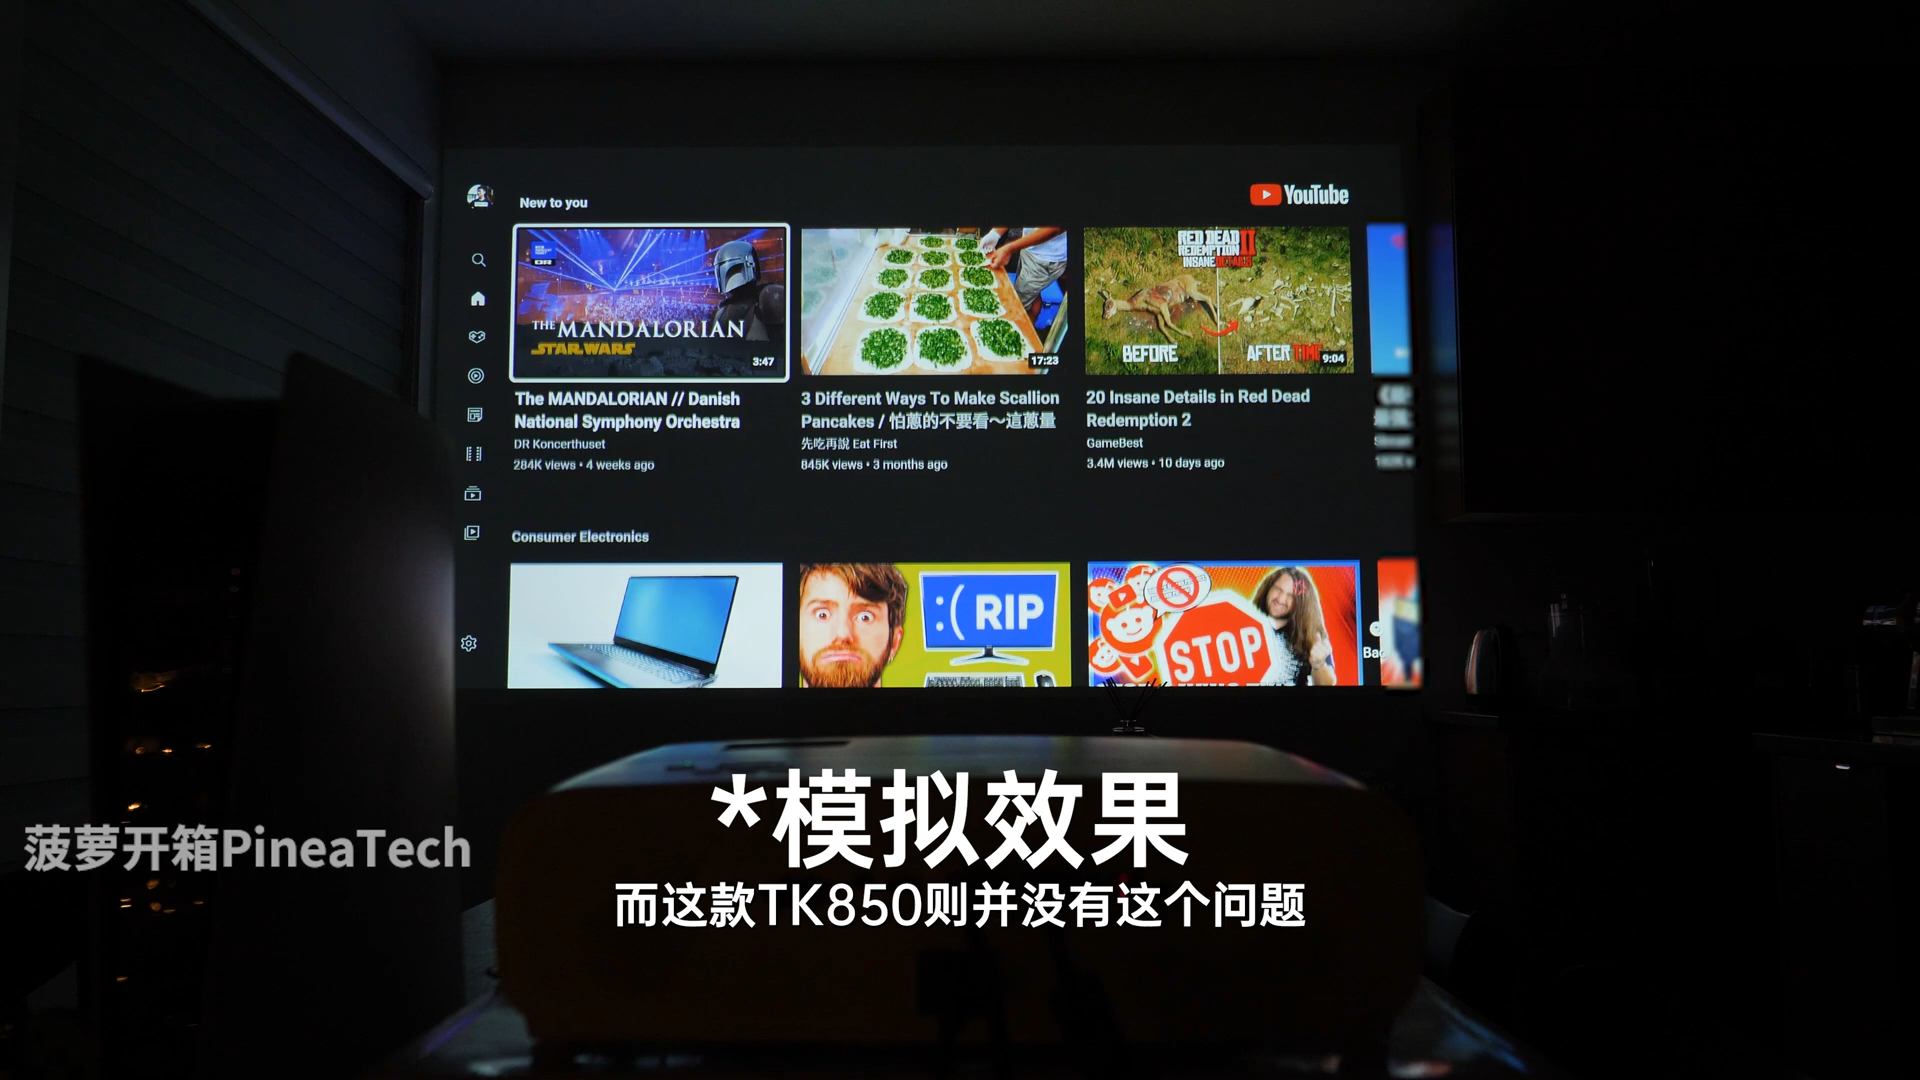 New to you
YouTube
DR
THE MANDALORIAN
STAR WARS
3:47
17:23
RED DEAD
REDEMPTION II
INSANE DETAILS
BEFORE
AFTER TIME
9:04
The MANDALORIAN // Danish
National Symphony Orchestra
DR Koncerthuset
284K views • 4 weeks ago
3 Different Ways To Make Scallion
Pancakes / 怕蔥的不要看～這蔥量
先吃再說 Eat First
845K views • 3 months ago
20 Insane Details in Red Dead
Redemption 2
GameBest
3.4M views • 10 days ago
Consumer Electronics
:( RIP
STOP
*模拟效果
菠萝开箱PineaTech
而这款TK850则并没有这个问题